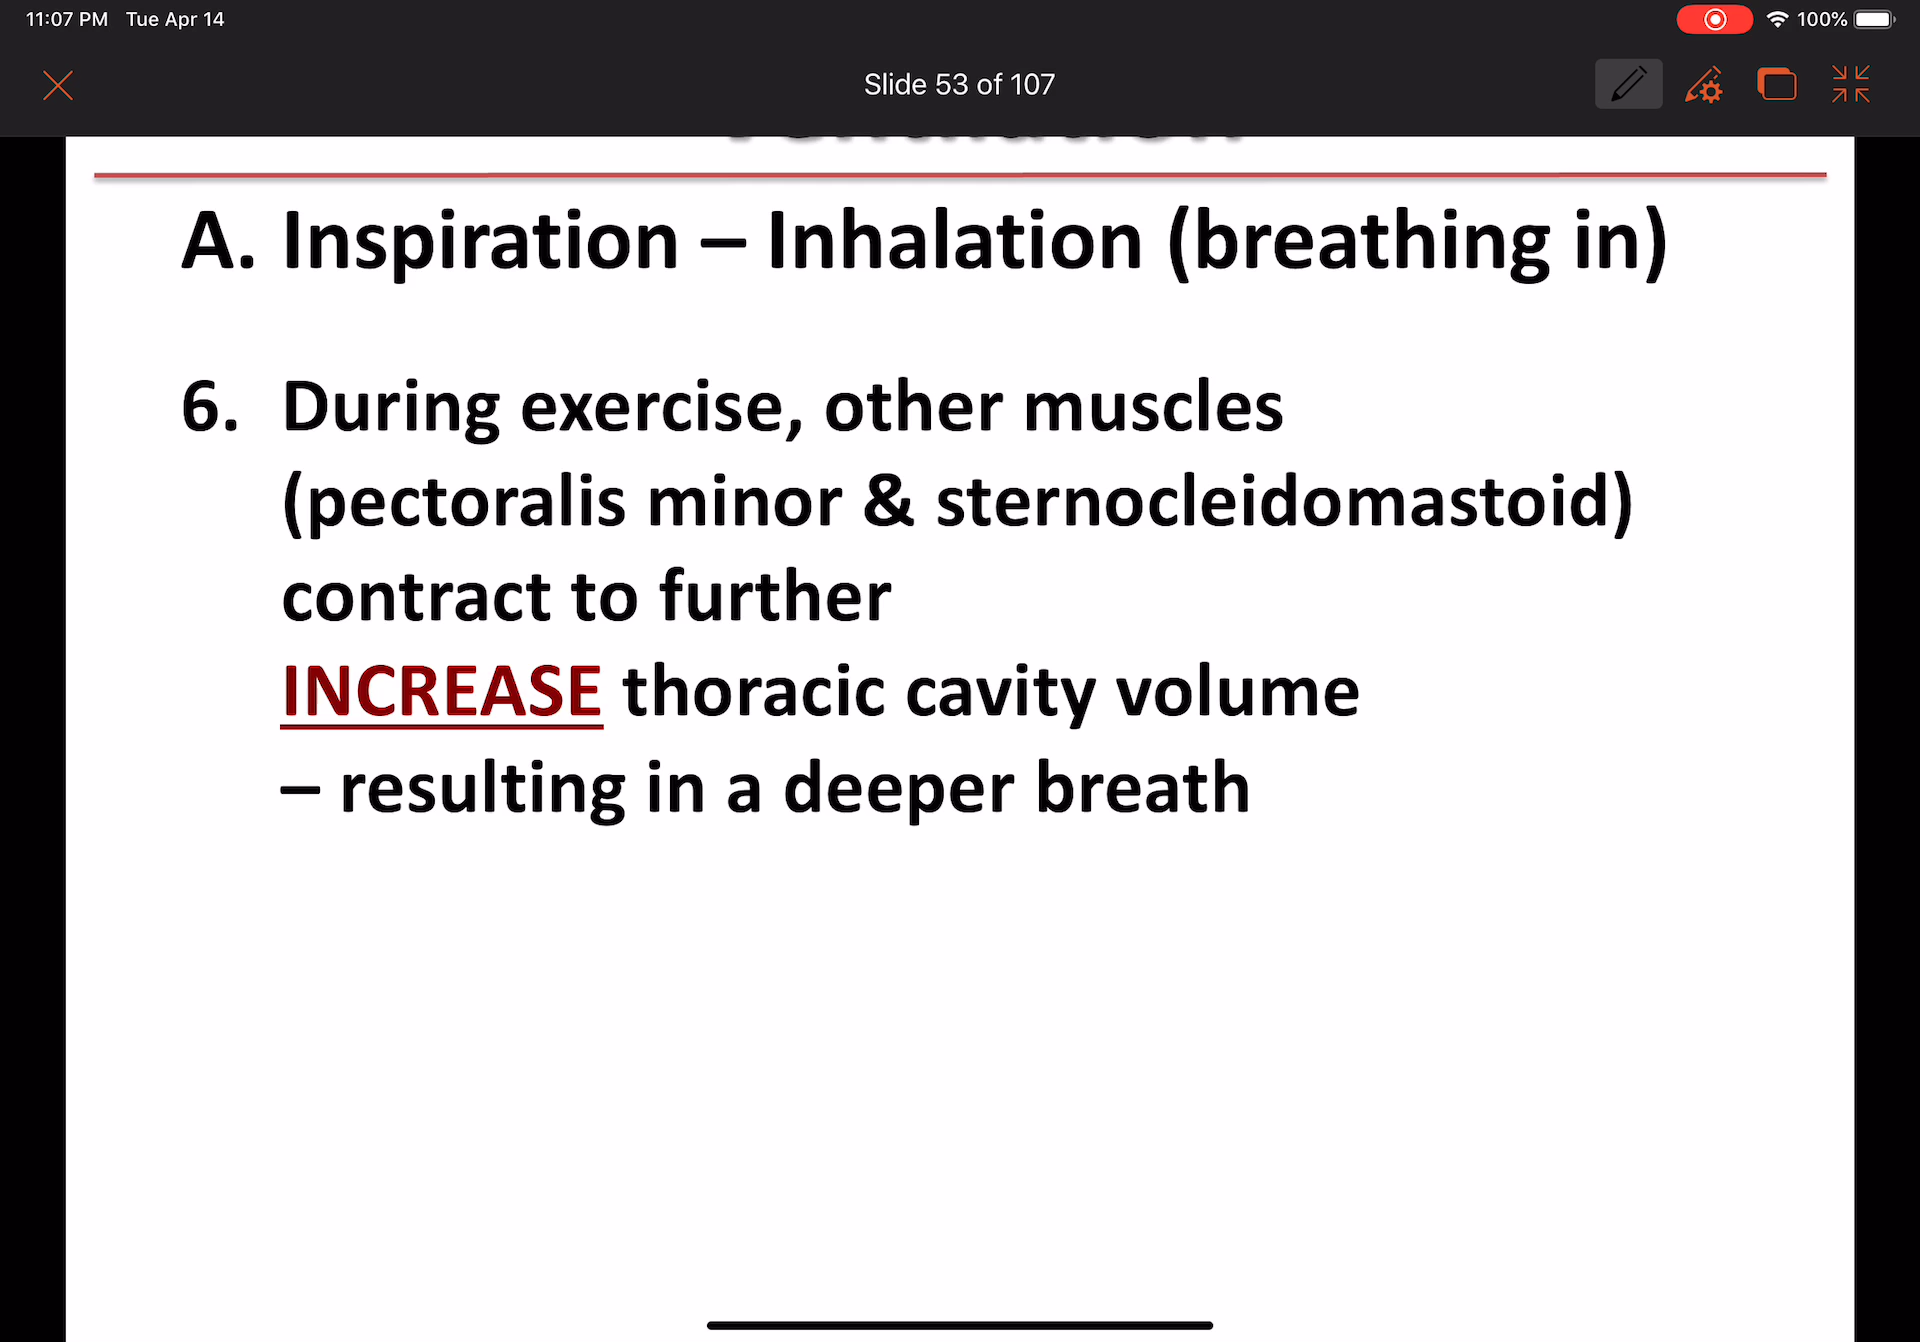 11:07 PM Tue Apr 14
100%
Slide 53 of 107
A. Inspiration – Inhalation (breathing in)
6. During exercise, other muscles
(pectoralis minor & sternocleidomastoid)
contract to further
INCREASE thoracic cavity volume
– resulting in a deeper breath